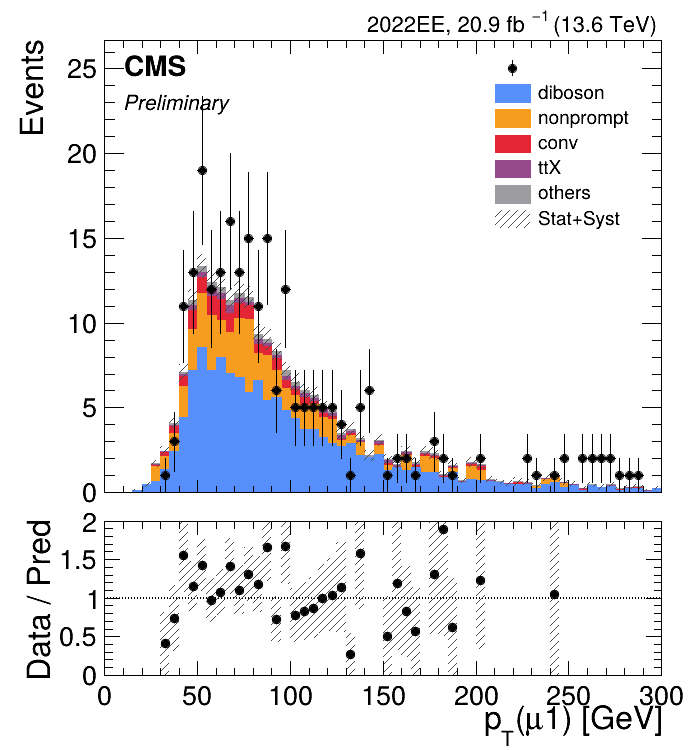 2022EE, 20.9 fb⁻¹ (13.6 TeV)
CMS
Preliminary
diboson
nonprompt
conv
ttX
others
Stat+Syst
Events
25
20
15
10
5
0
Data / Pred
2
1.5
1
0.5
0
0 50 100 150 200 250 300
p_T(μ1) [GeV]